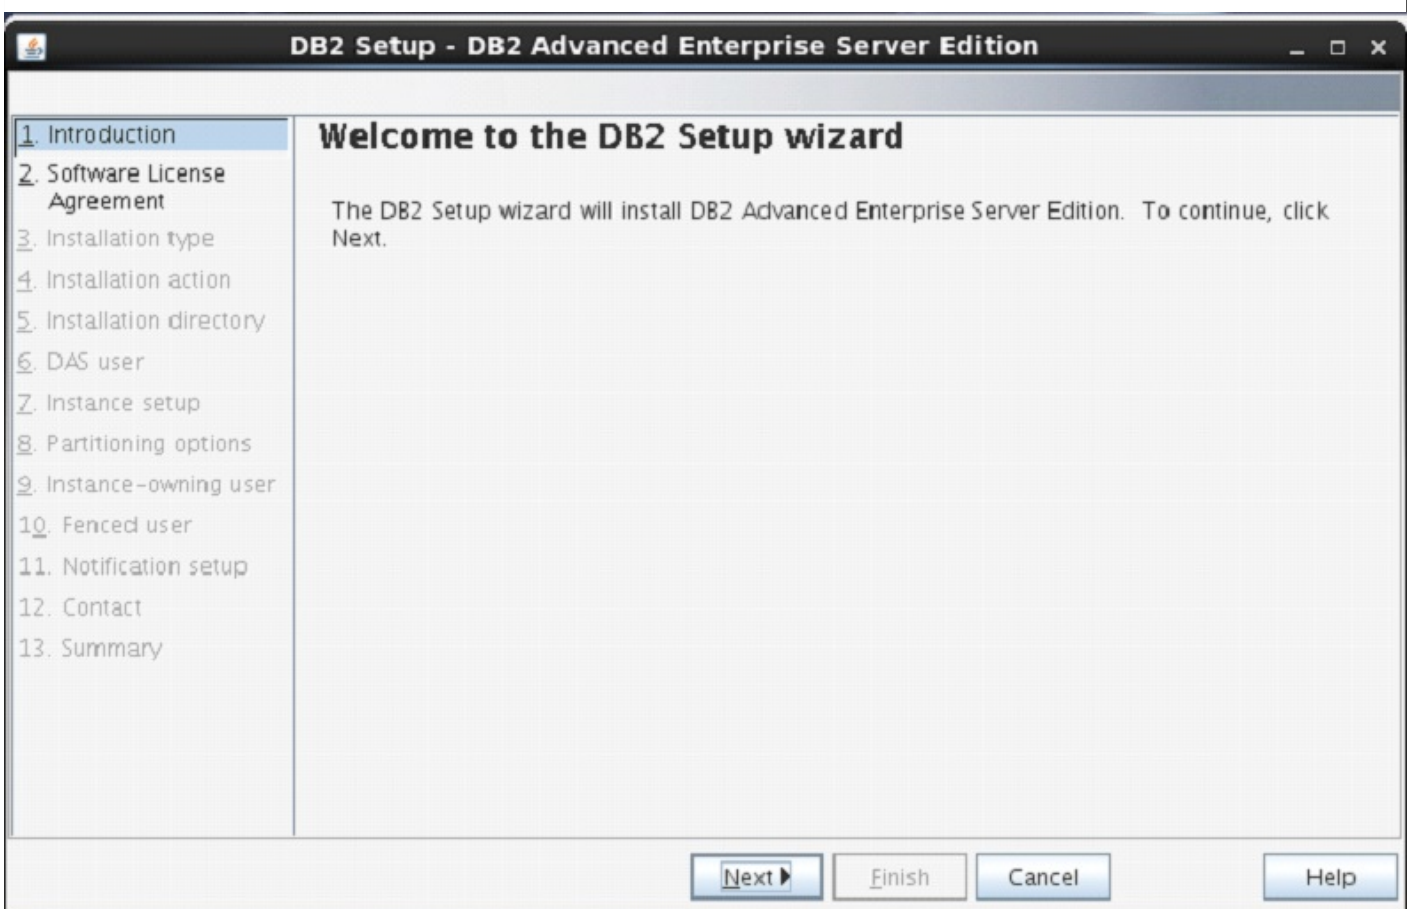 DB2 Setup - DB2 Advanced Enterprise Server Edition
1. Introduction
2. Software License
Agreement
3. Installation type
4. Installation action
5. Installation directory
6. DAS user
7. Instance setup
8. Partitioning options
9. Instance-owning user
10. Fenced user
11. Notification setup
12. Contact
13. Summary
Welcome to the DB2 Setup wizard
The DB2 Setup wizard will install DB2 Advanced Enterprise Server Edition. To continue, click
Next.
Next
Finish
Cancel
Help